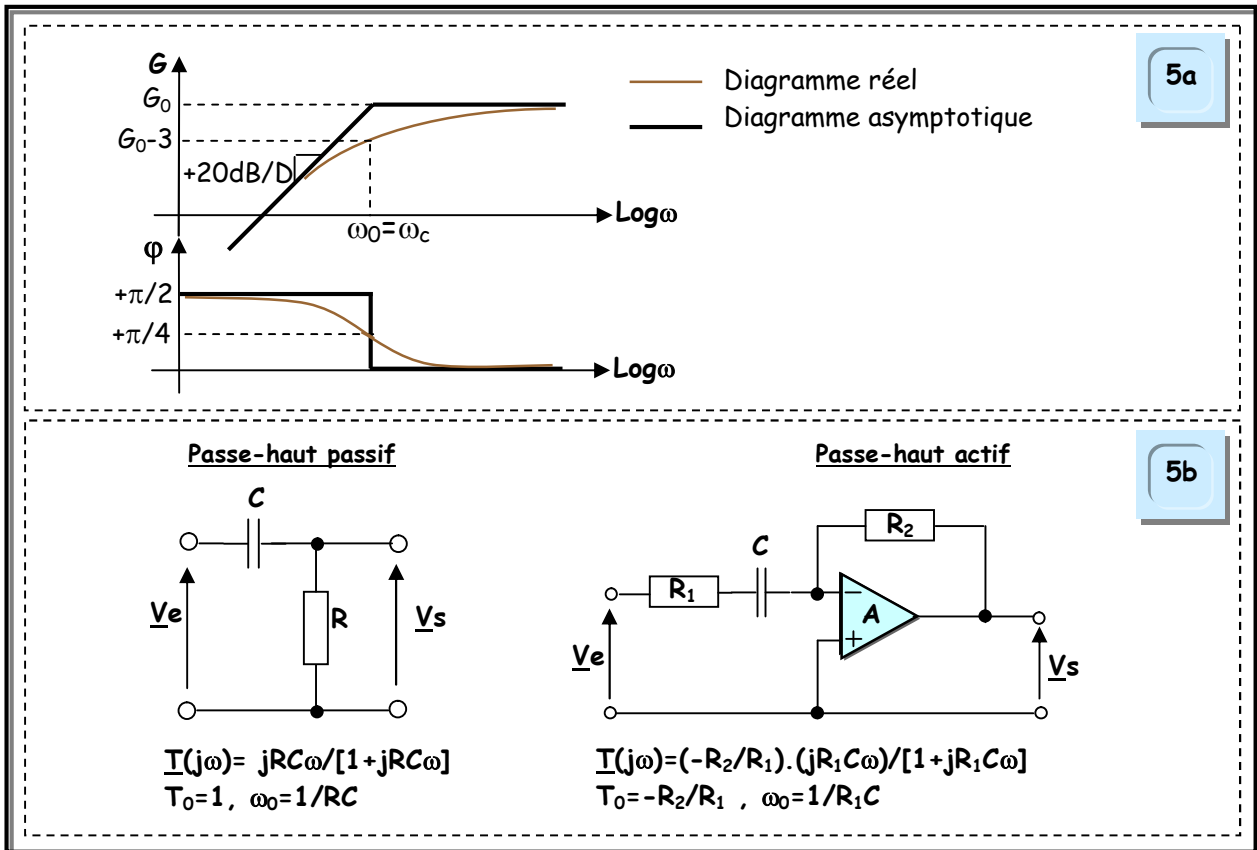 5a
G
G₀
G₀-3
+20dB/D
Diagramme réel
Diagramme asymptotique
Logω
ω₀=ω꜀
φ
+π/2
+π/4
Logω
5b
Passe-haut passif
C
R
Ve
Vs
T(jω)= jRCω/[1+jRCω]
T₀=1, ω₀=1/RC
Passe-haut actif
R₂
C
R₁
−
A
+
Ve
Vs
T(jω)=(-R₂/R₁).(jR₁Cω)/[1+jR₁Cω]
T₀=-R₂/R₁ , ω₀=1/R₁C